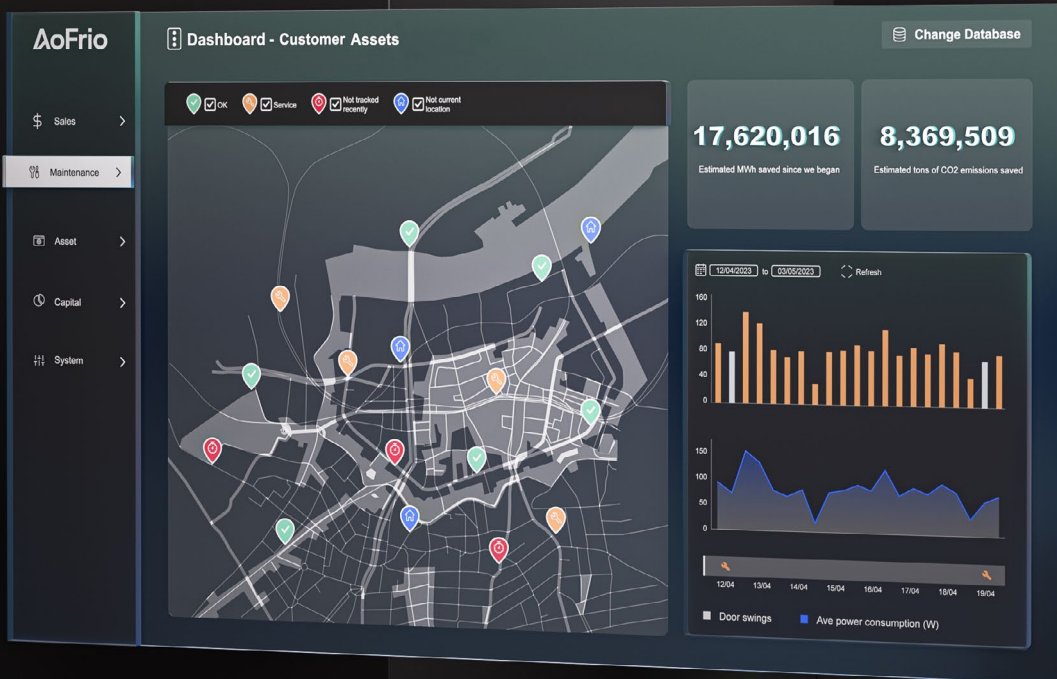 AoFrio
Dashboard - Customer Assets
Change Database
Sales
Maintenance
Asset
Capital
System
OK
Service
Not tracked
recently
Not current
location
17,620,016
Estimated MWh saved since we began
8,369,509
Estimated tons of CO2 emissions saved
12/04/2023 to 03/05/2023 Refresh
160
120
80
40
0
150
100
50
0
12/04 13/04 14/04 15/04 16/04 17/04 18/04 19/04
Door swings Ave power consumption (W)